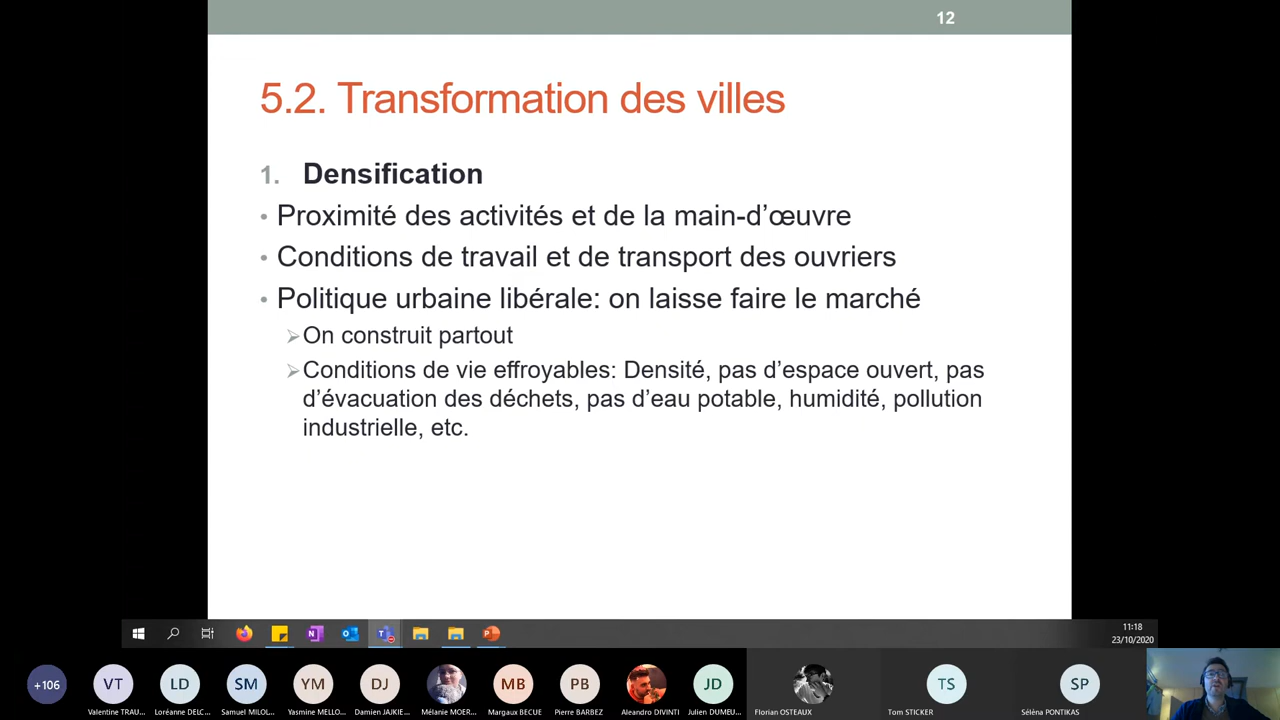 12
5.2. Transformation des villes
1. Densification
• Proximité des activités et de la main-d’œuvre
• Conditions de travail et de transport des ouvriers
• Politique urbaine libérale: on laisse faire le marché
➢On construit partout
➢Conditions de vie effroyables: Densité, pas d’espace ouvert, pas
d’évacuation des déchets, pas d’eau potable, humidité, pollution
industrielle, etc.
11:18
23/10/2020
+106 VT LD SM YM DJ MB PB JD TS SP
Valentine TRAU... Loréanne DELC... Samuel MILOL... Yasmine MELLO... Damien JAJKIE... Mélanie MOER... Margaux BECUE Pierre BARBEZ Aleandro DIVINTI Julien DUMEU... Florian OSTEAUX Tom STICKER Séléna PONTIKAS